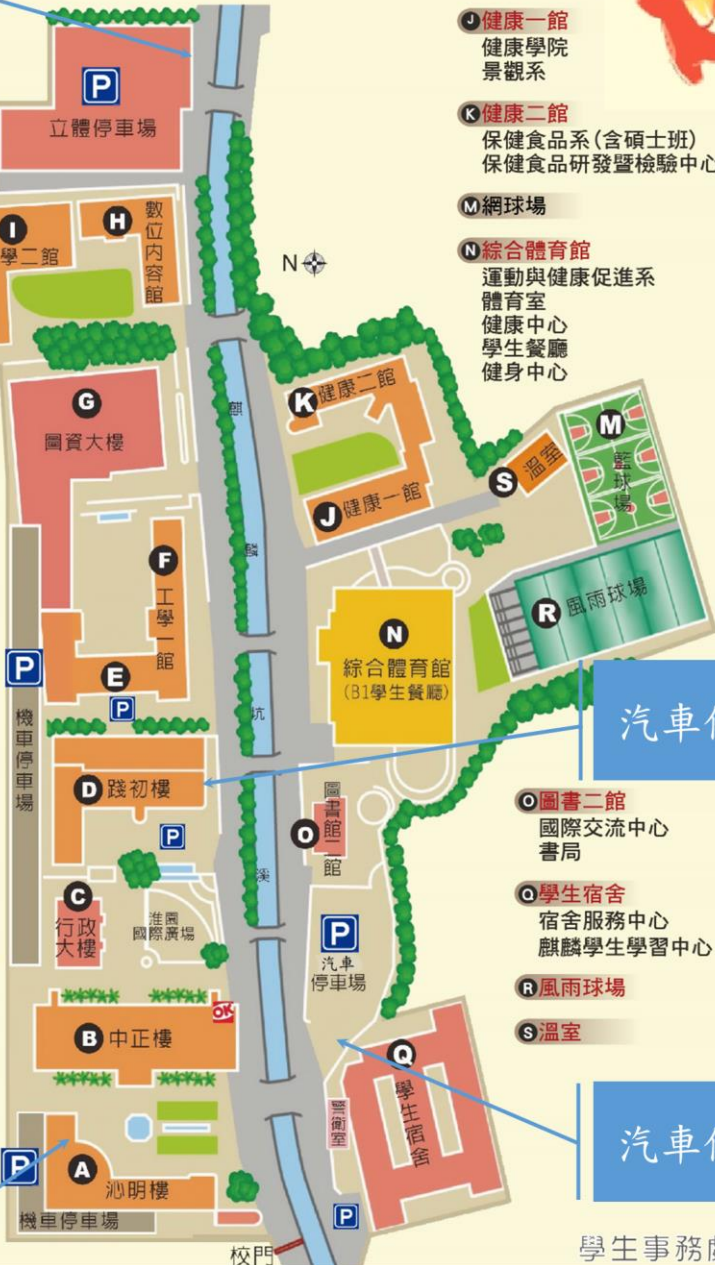 J健康一館
健康學院
景觀系
K健康二館
保健食品系(含碩士班)
保健食品研發暨檢驗中心
M網球場
N綜合體育館
運動與健康促進系
體育室
健康中心
學生餐廳
健身中心
P
立體停車場
I
學二館
H
數位內容館
N
G
圖資大樓
K健康二館
J健康一館
S溫室
M
籃球場
R風雨球場
F
工學一館
E
P
P
機車停車場
N
綜合體育館
(B1學生餐廳)
麒
麟
坑
溪
D踐初樓
P
O
圖書館二館
汽車
O圖書二館
國際交流中心
書局
Q學生宿舍
宿舍服務中心
麒麟學生學習中心
R風雨球場
S溫室
C
行政
大樓
淮園
國際廣場
P
汽車
停車場
OK
B中正樓
Q
學生宿舍
警衛室
P
A
沁明樓
機車停車場
P
校門
汽車
學生事務